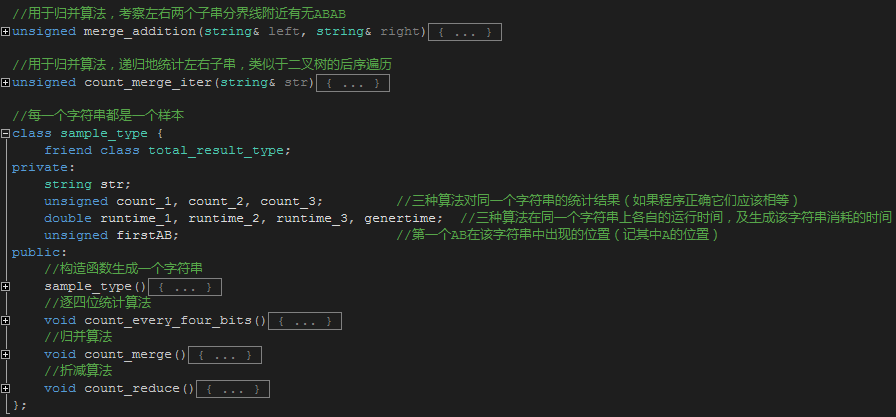 //用于归并算法，考察左右两个子串分界线附近有无ABAB
unsigned merge_addition(string& left, string& right){ ... }
//用于归并算法，递归地统计左右子串，类似于二叉树的后序遍历
unsigned count_merge_iter(string& str){ ... }
//每一个字符串都是一个样本
class sample_type {
friend class total_result_type;
private:
string str;
unsigned count_1, count_2, count_3; //三种算法对同一个字符串的统计结果（如果程序正确它们应该相等）
double runtime_1, runtime_2, runtime_3, genertime; //三种算法在同一个字符串上各自的运行时间，及生成该字符串消耗的时间
unsigned firstAB; //第一个AB在该字符串中出现的位置（记其中A的位置）
public:
//构造函数生成一个字符串
sample_type(){ ... }
//逐四位统计算法
void count_every_four_bits(){ ... }
//归并算法
void count_merge(){ ... }
//折减算法
void count_reduce(){ ... }
};